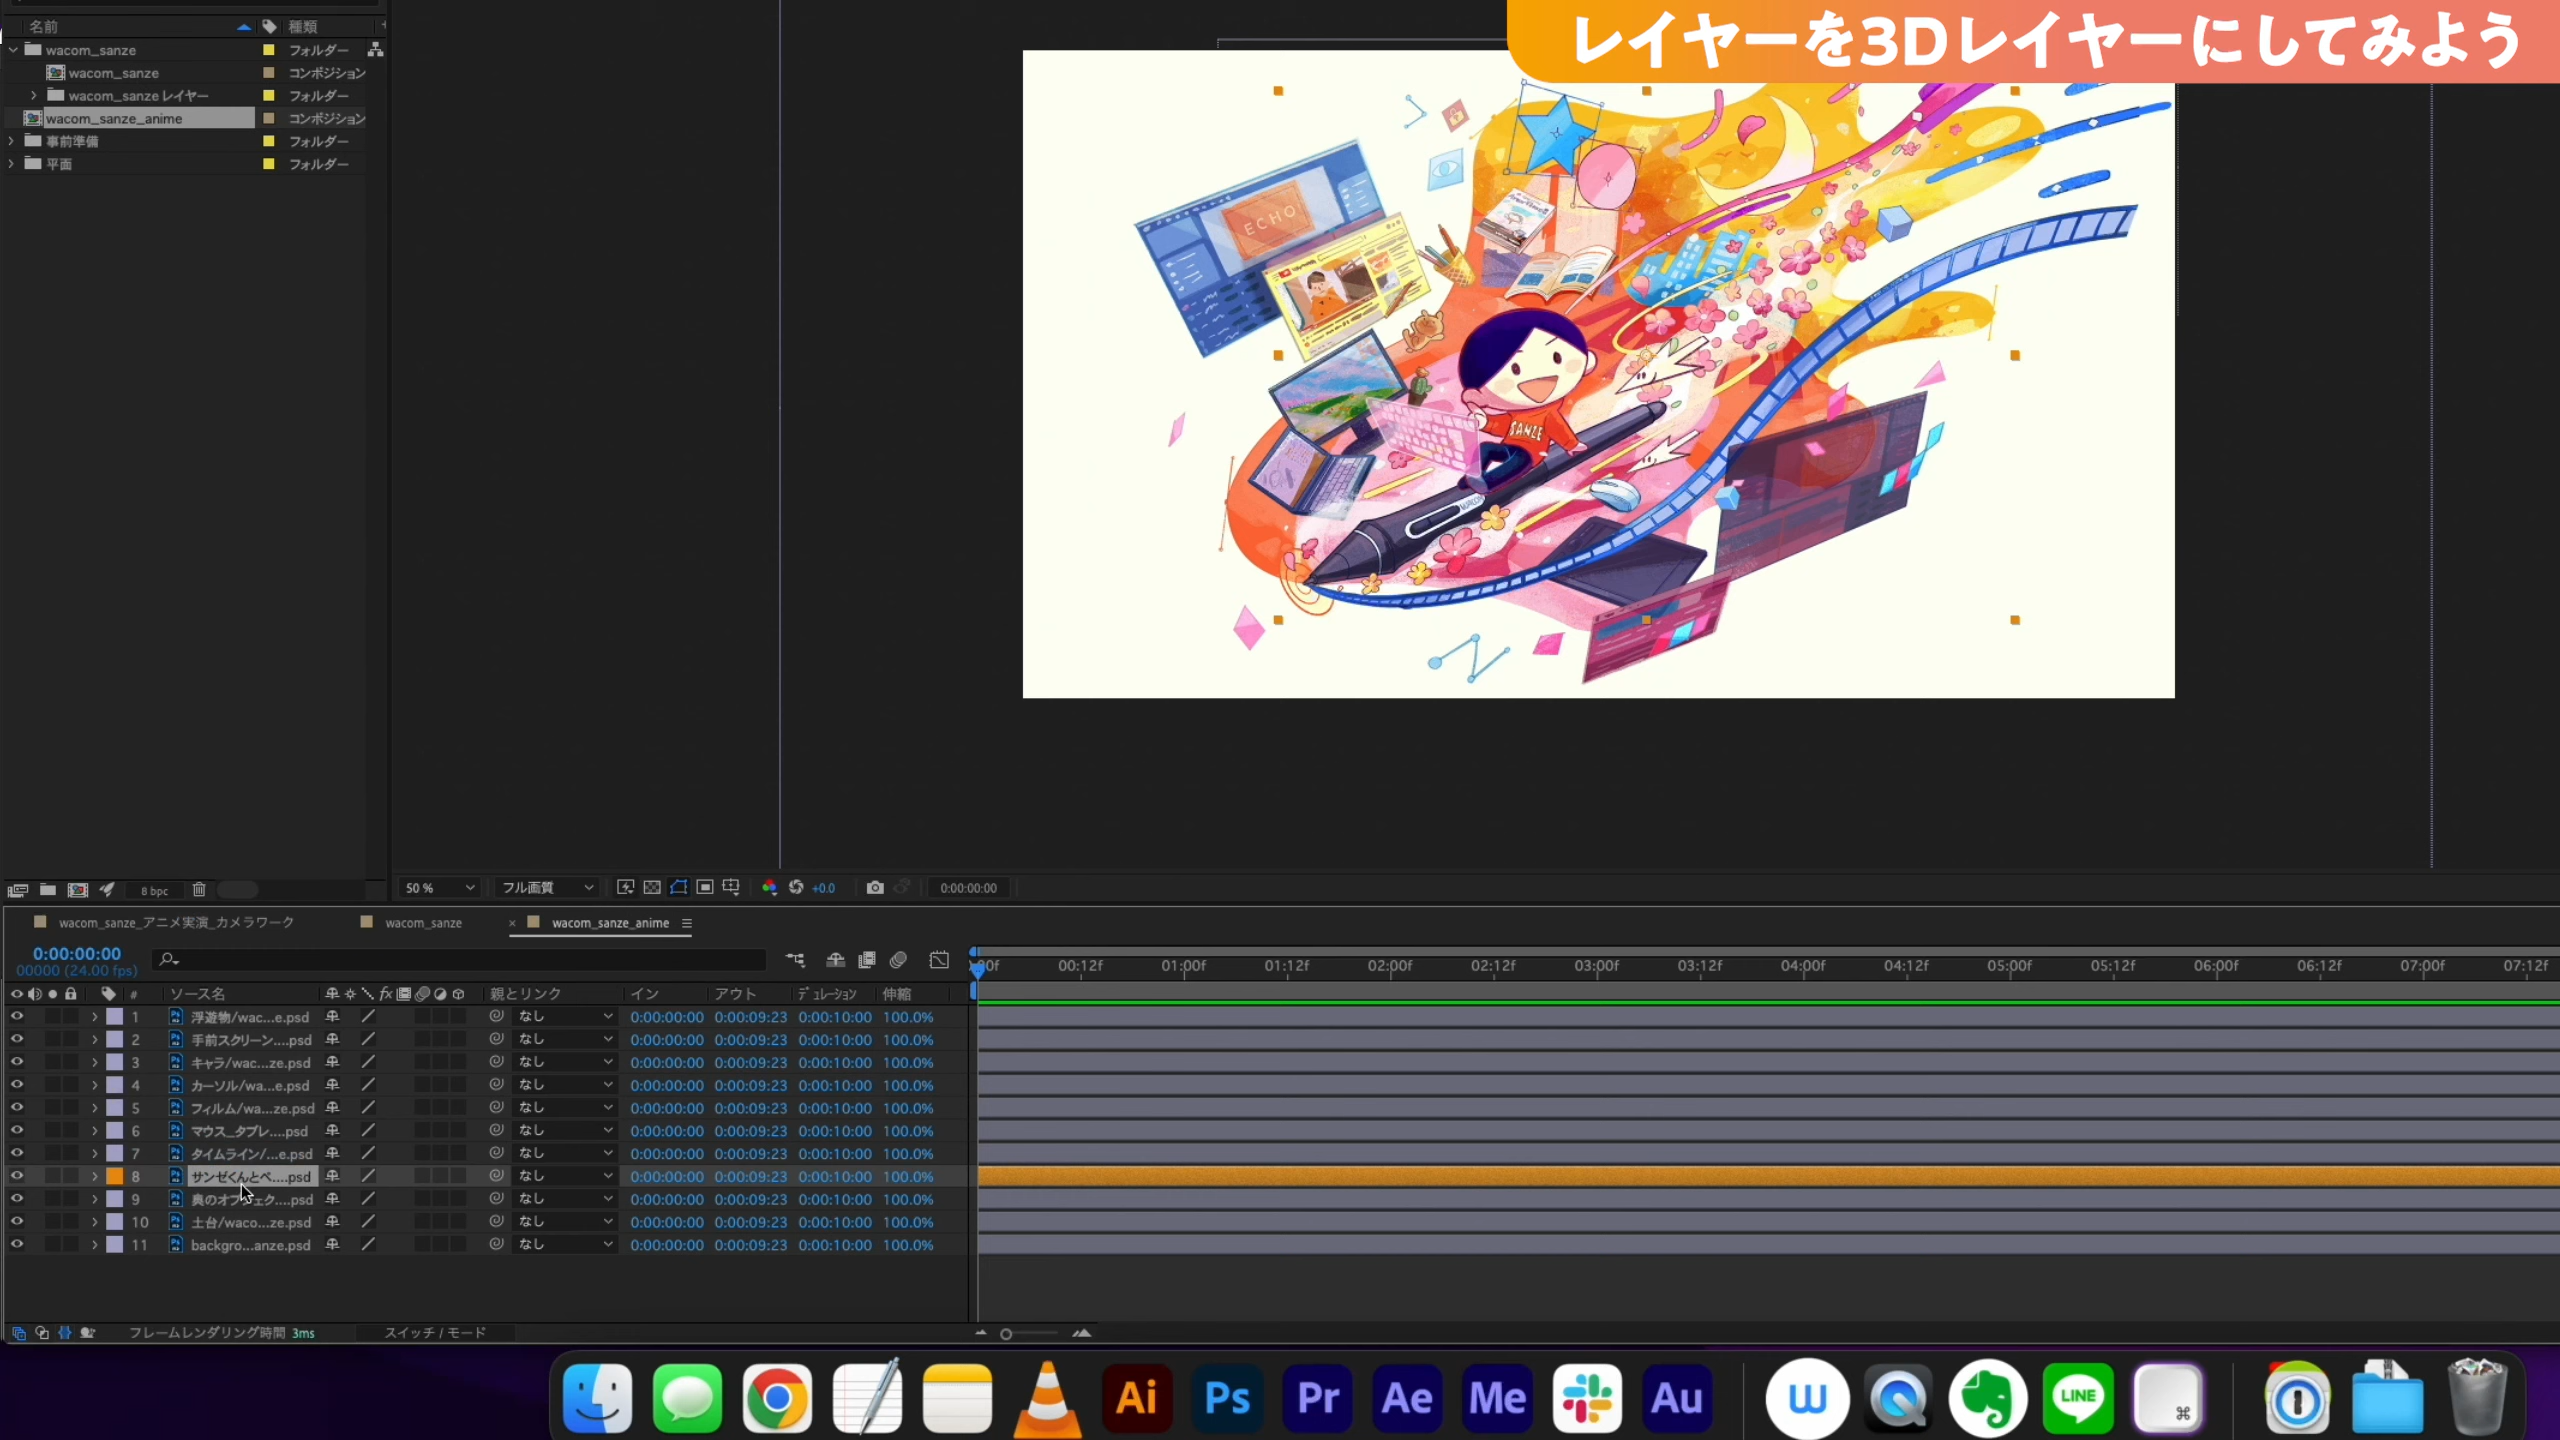 レイヤーを3Dレイヤーにしてみよう
名前 種類
wacom_sanze フォルダー
wacom_sanze コンポジション
wacom_sanze レイヤー フォルダー
wacom_sanze_anime コンポジション
事前準備 フォルダー
平面 フォルダー
ECHO
SANZE
wacom
8 bpc
50 % フル画質 +0.0 0:00:00:00
wacom_sanze_アニメ実演_カメラワーク wacom_sanze × wacom_sanze_anime
0:00:00:00
00000 (24.00 fps)
00f 00:12f 01:00f 01:12f 02:00f 02:12f 03:00f 03:12f 04:00f 04:12f 05:00f 05:12f 06:00f 06:12f 07:00f 07:12f
# ソース名 fx 親とリンク イン アウト デュレーション 伸縮
1 浮遊物/wac...e.psd なし 0:00:00:00 0:00:09:23 0:00:10:00 100.0%
2 手前スクリーン....psd なし 0:00:00:00 0:00:09:23 0:00:10:00 100.0%
3 キャラ/wac...ze.psd なし 0:00:00:00 0:00:09:23 0:00:10:00 100.0%
4 カーソル/wa...e.psd なし 0:00:00:00 0:00:09:23 0:00:10:00 100.0%
5 フィルム/wa...ze.psd なし 0:00:00:00 0:00:09:23 0:00:10:00 100.0%
6 マウス_タブレ....psd なし 0:00:00:00 0:00:09:23 0:00:10:00 100.0%
7 タイムライン/...e.psd なし 0:00:00:00 0:00:09:23 0:00:10:00 100.0%
8 サンゼくんとペ....psd なし 0:00:00:00 0:00:09:23 0:00:10:00 100.0%
9 奥のオブジェク....psd なし 0:00:00:00 0:00:09:23 0:00:10:00 100.0%
10 土台/waco...ze.psd なし 0:00:00:00 0:00:09:23 0:00:10:00 100.0%
11 backgro...anze.psd なし 0:00:00:00 0:00:09:23 0:00:10:00 100.0%
フレームレンダリング時間 3ms スイッチ / モード
Ai Ps Pr Ae Me Au W LINE ⌘